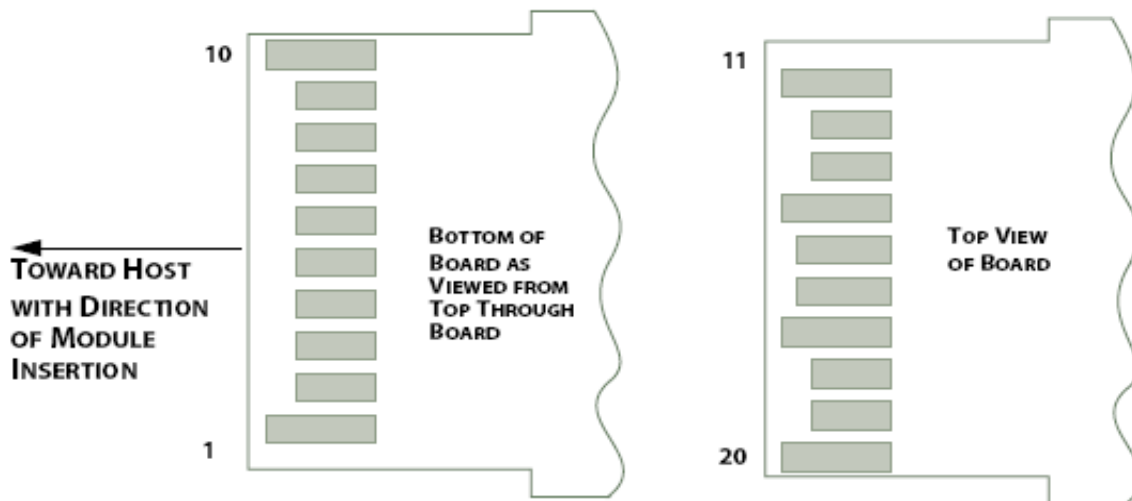 10
1
TOWARD HOST
WITH DIRECTION
OF MODULE
INSERTION
BOTTOM OF
BOARD AS
VIEWED FROM
TOP THROUGH
BOARD
11
20
TOP VIEW
OF BOARD